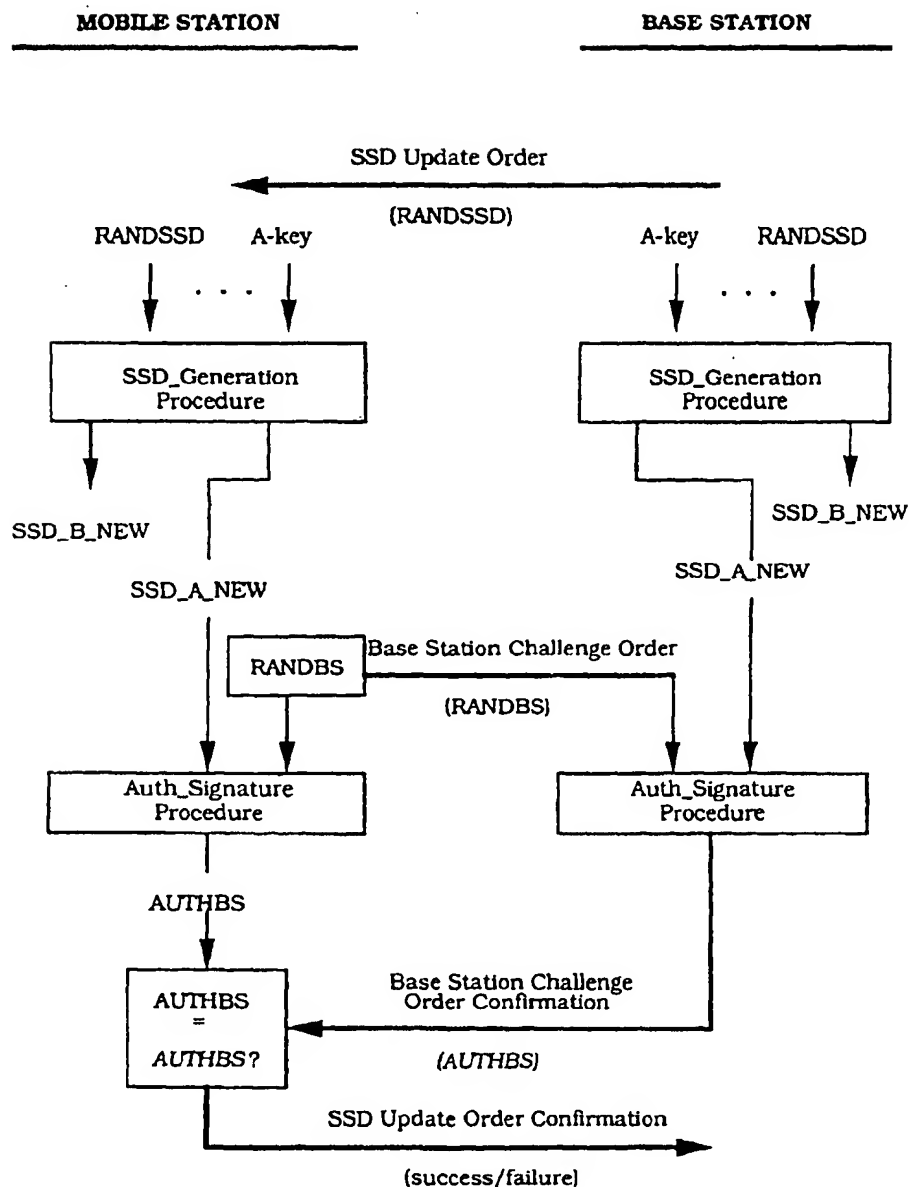 MOBILE STATION
BASE STATION
SSD Update Order
(RANDSSD)
RANDSSD A-key
A-key RANDSSD
. . .
. . .
SSD_Generation
Procedure
SSD_Generation
Procedure
SSD_B_NEW
SSD_B_NEW
SSD_A_NEW
SSD_A_NEW
RANDBS
Base Station Challenge Order
(RANDBS)
Auth_Signature
Procedure
Auth_Signature
Procedure
AUTHBS
AUTHBS
=
AUTHBS?
Base Station Challenge
Order Confirmation
(AUTHBS)
SSD Update Order Confirmation
(success/failure)